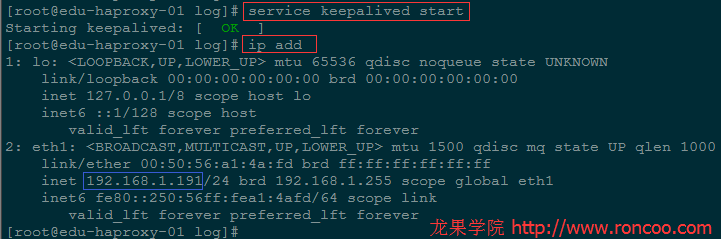 [root@edu-haproxy-01 log]# service keepalived start
Starting keepalived: [  OK  ]
[root@edu-haproxy-01 log]# ip add
1: lo: <LOOPBACK,UP,LOWER_UP> mtu 65536 qdisc noqueue state UNKNOWN
    link/loopback 00:00:00:00:00:00 brd 00:00:00:00:00:00
    inet 127.0.0.1/8 scope host lo
    inet6 ::1/128 scope host
       valid_lft forever preferred_lft forever
2: eth1: <BROADCAST,MULTICAST,UP,LOWER_UP> mtu 1500 qdisc mq state UP qlen 1000
    link/ether 00:50:56:a1:4a:fd brd ff:ff:ff:ff:ff:ff
    inet 192.168.1.191/24 brd 192.168.1.255 scope global eth1
    inet6 fe80::250:56ff:fea1:4afd/64 scope link
       valid_lft forever preferred_lft forever
[root@edu-haproxy-01 log]#
龙果学院 http://www.roncoo.com